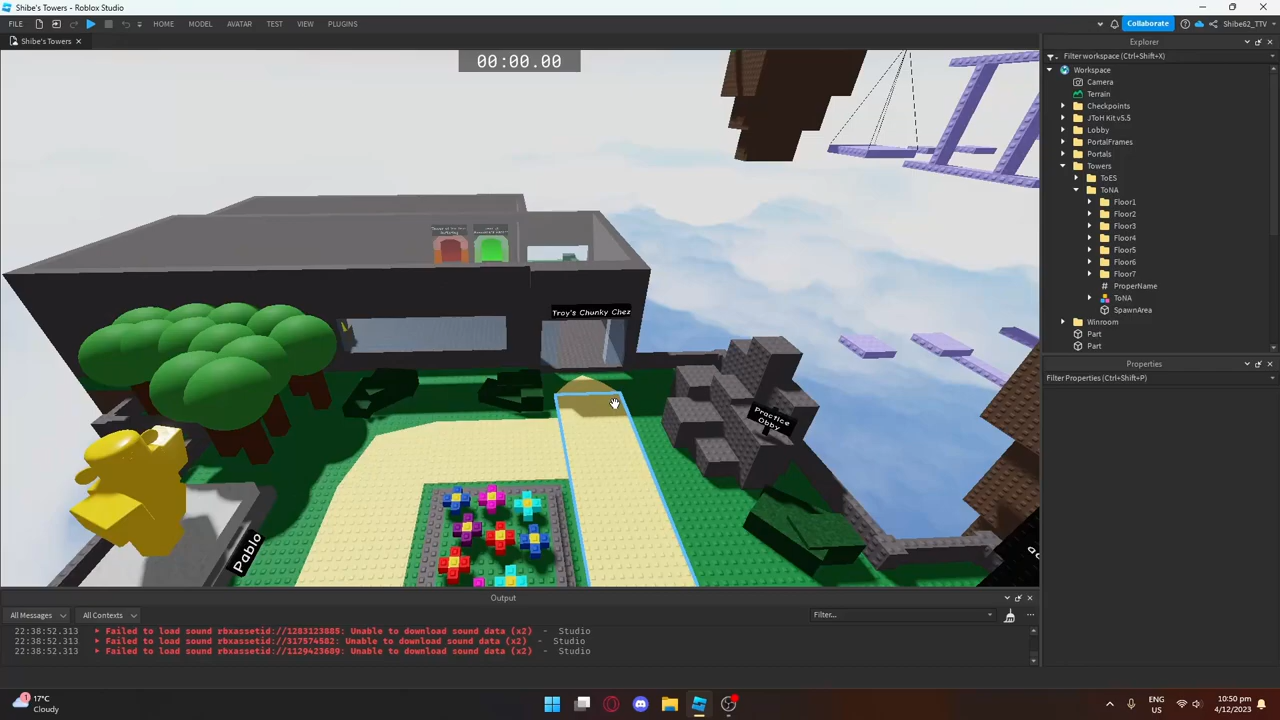 Shibe's Towers - Roblox Studio
FILE
HOME
MODEL
AVATAR
TEST
VIEW
PLUGINS
Collaborate
Shibe62_TTV
Shibe's Towers
00:00.00
Explorer
Filter workspace (Ctrl+Shift+X)
Workspace
Camera
Terrain
Checkpoints
JToH Kit v5.5
Lobby
PortalFrames
Portals
Towers
ToES
ToNA
Floor1
Floor2
Floor3
Floor4
Floor5
Floor6
Floor7
ProperName
ToNA
SpawnArea
Winroom
Part
Part
Properties
Filter Properties (Ctrl+Shift+P)
Troy's Chunky Chez
Practice
Obby
Pablo
Output
All Messages
All Contexts
Filter...
22:38:52.313 Failed to load sound rbxassetid://1283123885: Unable to download sound data (x2) - Studio
22:38:52.313 Failed to load sound rbxassetid://317574582: Unable to download sound data (x2) - Studio
22:38:52.313 Failed to load sound rbxassetid://1129423689: Unable to download sound data (x2) - Studio
1
17°C
Cloudy
ENG
US
10:50 pm
4/12/2023